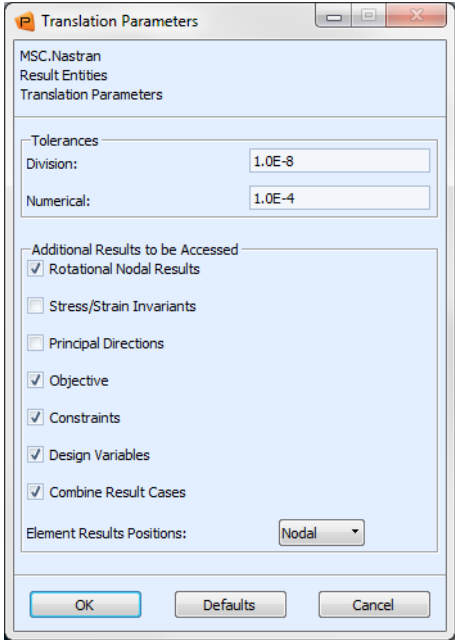 Translation Parameters
MSC.Nastran
Result Entities
Translation Parameters
Tolerances
Division: 1.0E-8
Numerical: 1.0E-4
Additional Results to be Accessed
Rotational Nodal Results
Stress/Strain Invariants
Principal Directions
Objective
Constraints
Design Variables
Combine Result Cases
Element Results Positions: Nodal
OK Defaults Cancel